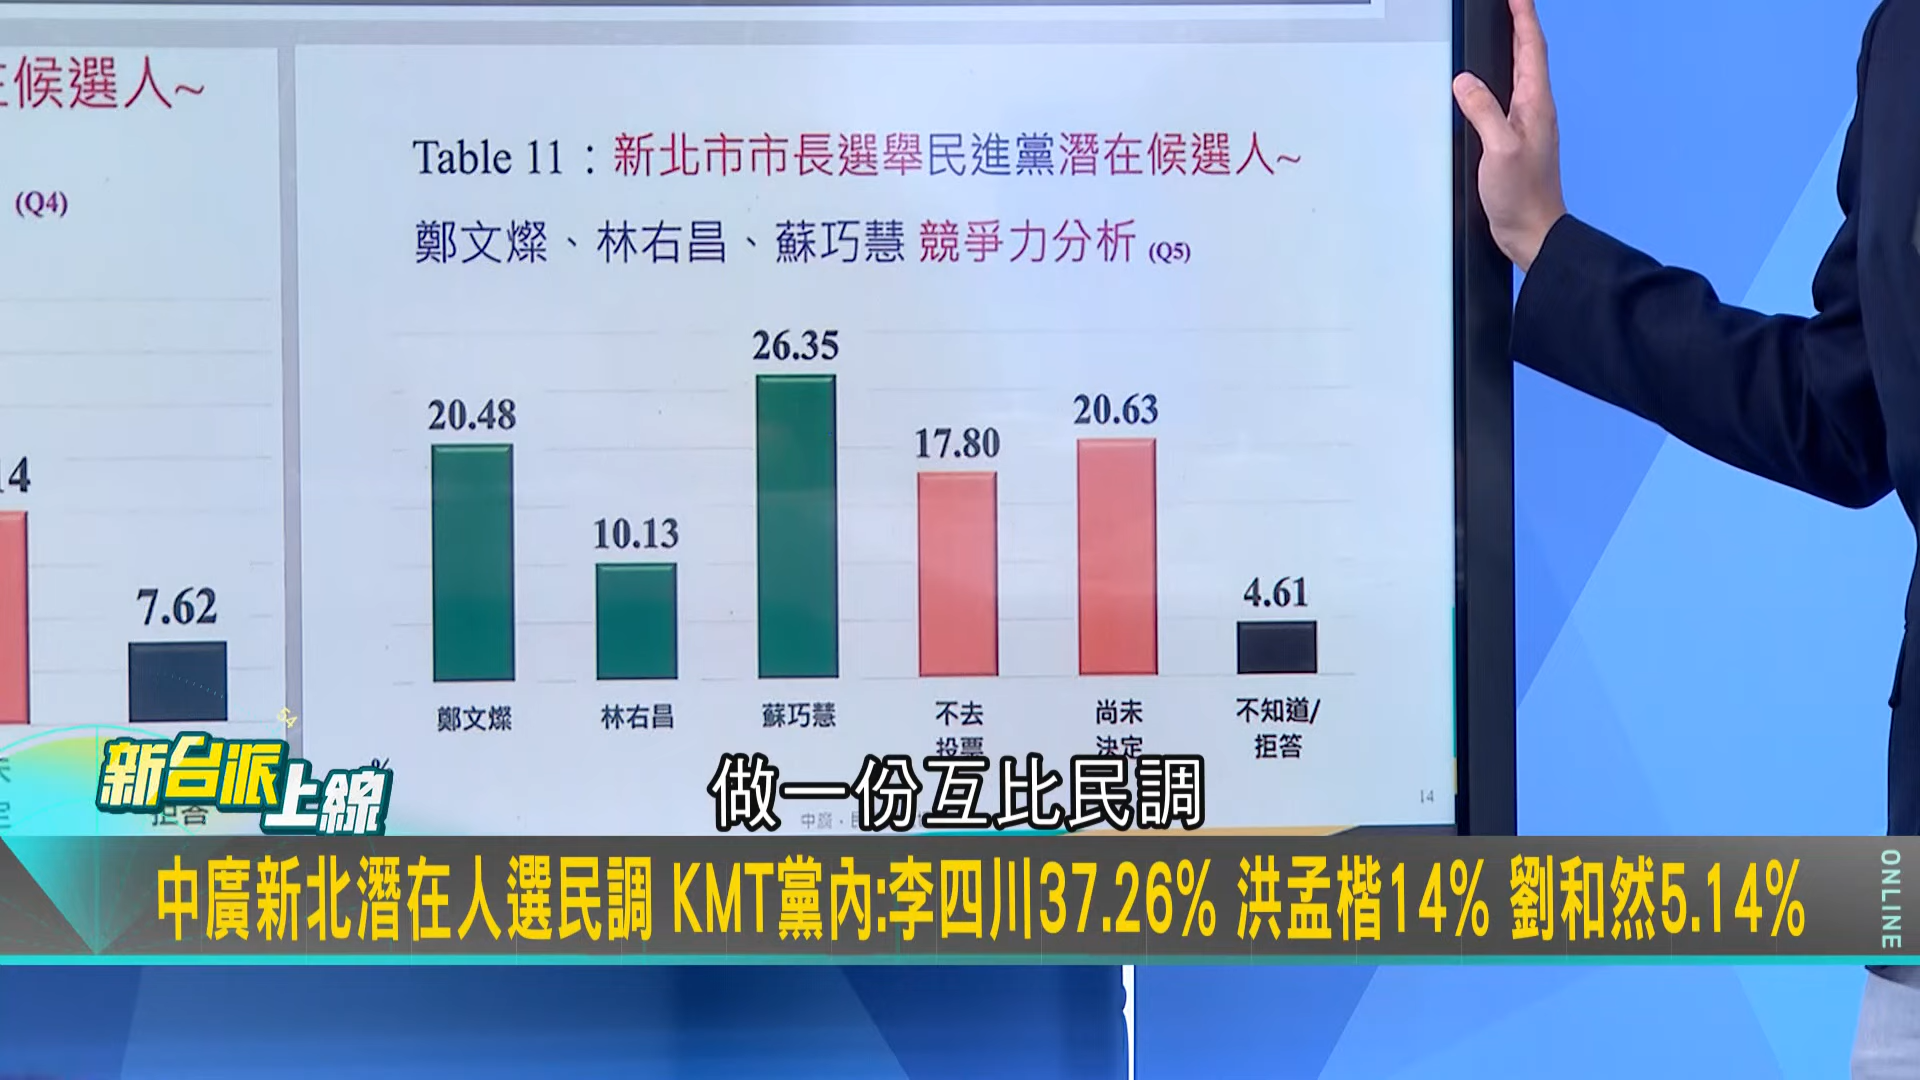 候選人~
(Q4)
14
7.62
拒答
Table 11：新北市市長選舉民進黨潛在候選人~
鄭文燦、林右昌、蘇巧慧 競爭力分析 (Q5)
20.48
10.13
26.35
17.80
20.63
4.61
鄭文燦
林右昌
蘇巧慧
不去
投票
尚未
決定
不知道/
拒答
%
14
新台派
上線
做一份互比民調
中廣新北潛在人選民調 KMT黨內:李四川37.26% 洪孟楷14% 劉和然5.14%
ONLINE